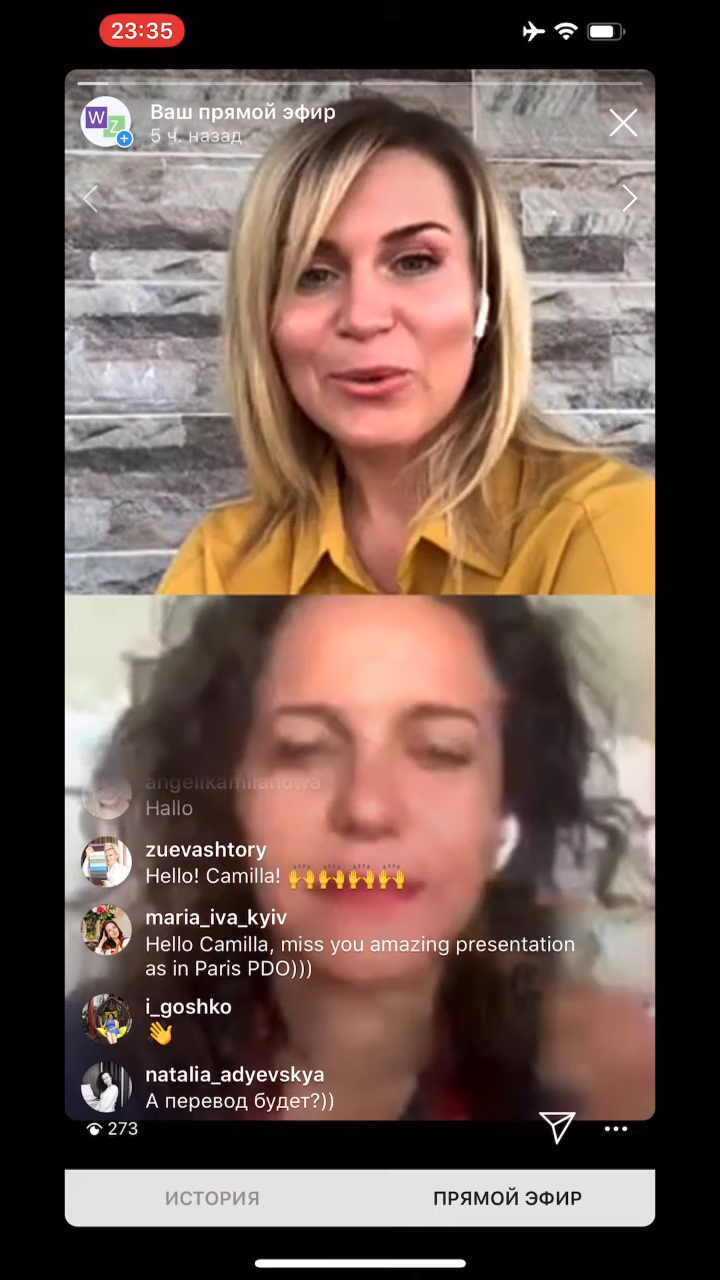 23:35
Ваш прямой эфир
5 ч. назад
W
Z
angelikamilanowa
Hallo
zuevashtory
Hello! Camilla! 🙌🙌🙌🙌
maria_iva_kyiv
Hello Camilla, miss you amazing presentation
as in Paris PDO)))
i_goshko
👋
natalia_adyevskya
А перевод будет?))
273
ИСТОРИЯ
ПРЯМОЙ ЭФИР